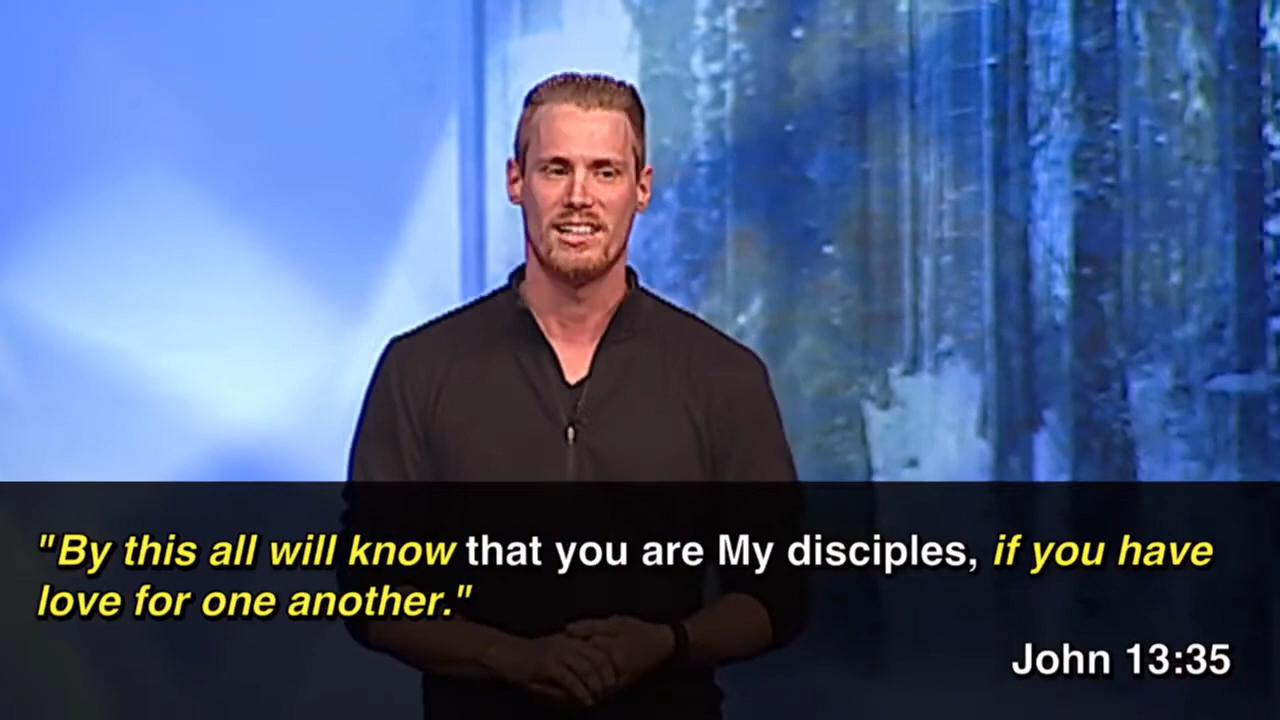 "By this all will know that you are My disciples, if you have
love for one another."
John 13:35